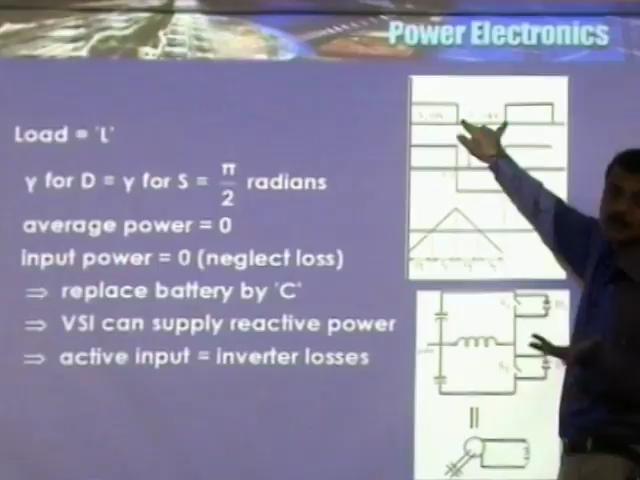 Power Electronics
Load = 'L'
γ for D = γ for S = π/2 radians
average power = 0
input power = 0 (neglect loss)
⇒ replace battery by 'C'
⇒ VSI can supply reactive power
⇒ active input = inverter losses